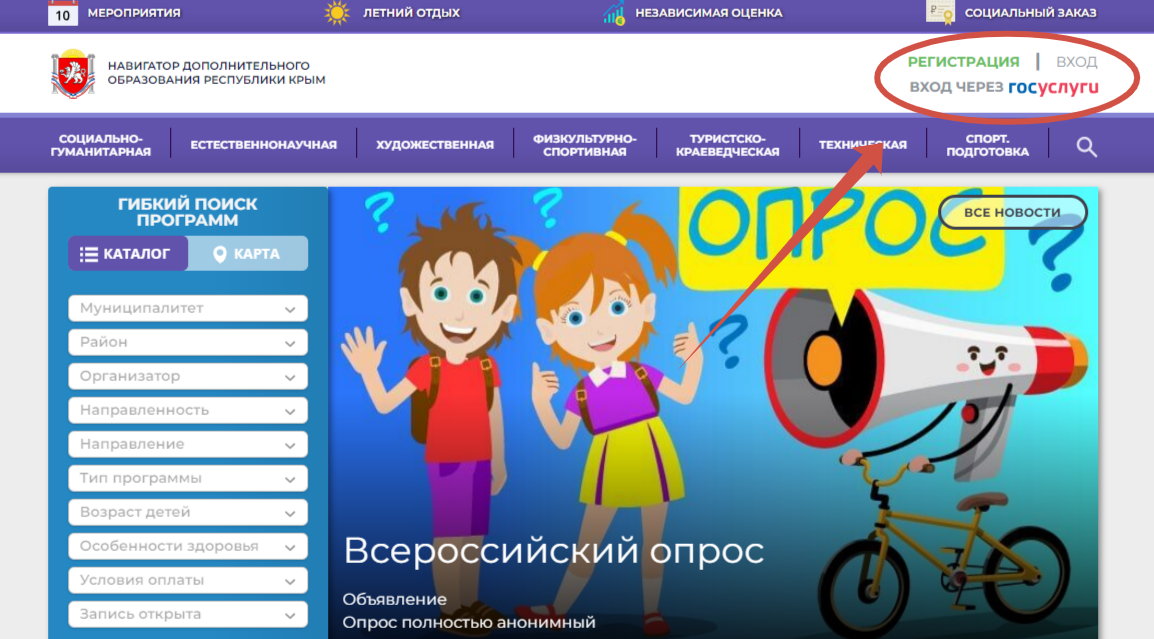 10 МЕРОПРИЯТИЯ
ЛЕТНИЙ ОТДЫХ
НЕЗАВИСИМАЯ ОЦЕНКА
СОЦИАЛЬНЫЙ ЗАКАЗ
НАВИГАТОР ДОПОЛНИТЕЛЬНОГО
ОБРАЗОВАНИЯ РЕСПУБЛИКИ КРЫМ
РЕГИСТРАЦИЯ | ВХОД
ВХОД ЧЕРЕЗ госуслуги
СОЦИАЛЬНО-
ГУМАНИТАРНАЯ
ЕСТЕСТВЕННОНАУЧНАЯ
ХУДОЖЕСТВЕННАЯ
ФИЗКУЛЬТУРНО-
СПОРТИВНАЯ
ТУРИСТСКО-
КРАЕВЕДЧЕСКАЯ
ТЕХНИЧЕСКАЯ
СПОРТ.
ПОДГОТОВКА
ГИБКИЙ ПОИСК
ПРОГРАММ
КАТАЛОГ
КАРТА
Муниципалитет
Район
Организатор
Направленность
Направление
Тип программы
Возраст детей
Особенности здоровья
Условия оплаты
Запись открыта
ОПРОС
ВСЕ НОВОСТИ
Всероссийский опрос
Объявление
Опрос полностью анонимный